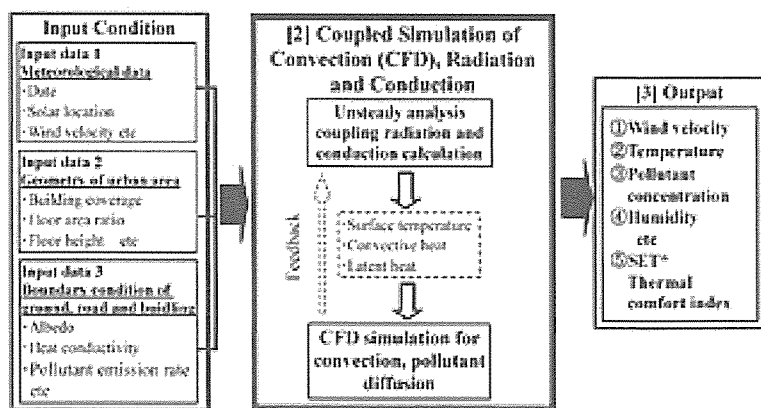 Input Condition
Input data 1
Meteorological data
・Date
・Solar location
・Wind velocity etc
Input data 2
Geometry of urban area
・Building coverage
・Floor area ratio
・Floor height etc
Input data 3
Boundary condition of
ground, road and buidling
・Albedo
・Heat conductivity
・Pollutant emission rate
etc
[2] Coupled Simulation of
Convection (CFD), Radiation
and Conduction
Unsteady analysis
coupling radiation and
conduction calculation
Feedback
・Surface temperature
・Convective heat
・Latent heat
CFD simulation for
convection, pollutant
diffusion
[3] Output
①Wind velocity
②Temperature
③Pollutant
concentration
④Humidity
etc
⑤SET*
Thermal
comfort index